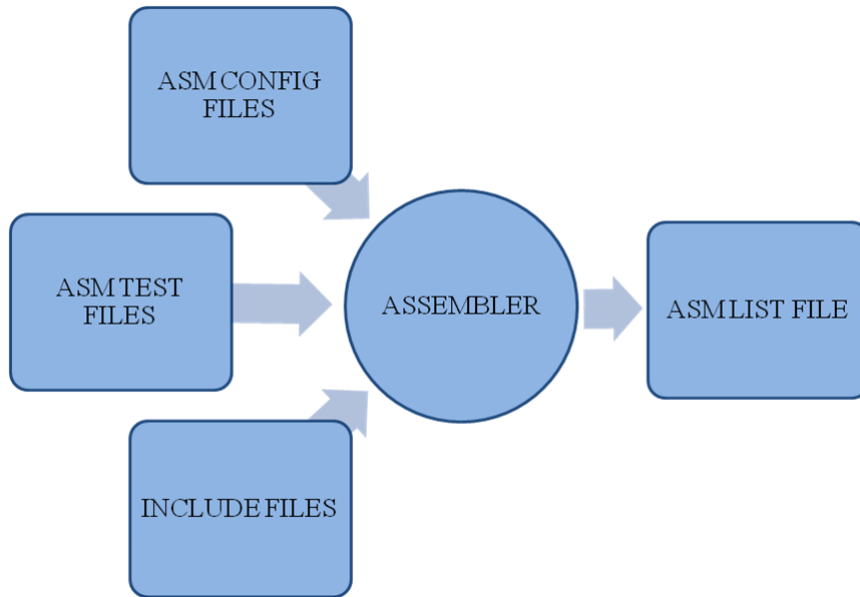 ASM CONFIG
FILES
ASM TEST
FILES
ASSEMBLER
ASM LIST FILE
INCLUDE FILES